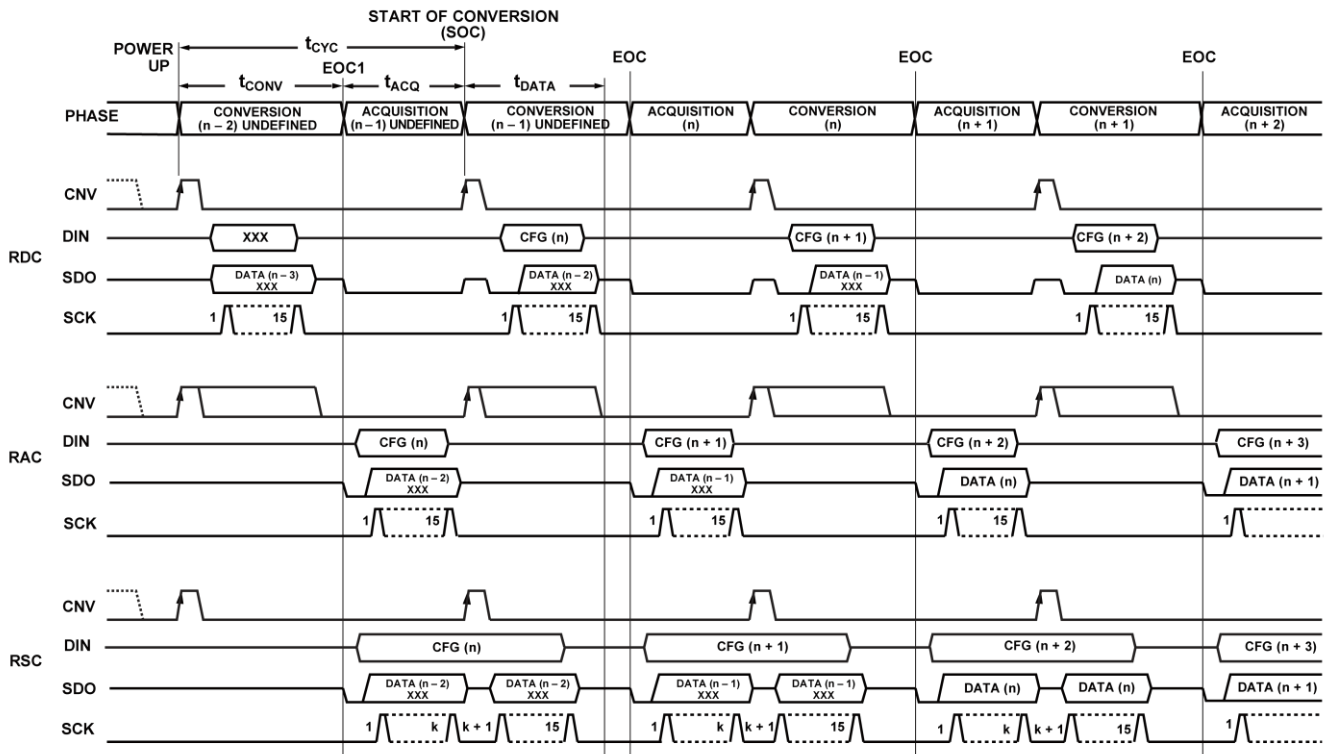 START OF CONVERSION
(SOC)
POWER
UP
tCYC
EOC1
EOC
EOC
EOC
tCONV
tACQ
tDATA
PHASE
CONVERSION
(n – 2) UNDEFINED
ACQUISITION
(n – 1) UNDEFINED
CONVERSION
(n – 1) UNDEFINED
ACQUISITION
(n)
CONVERSION
(n)
ACQUISITION
(n + 1)
CONVERSION
(n + 1)
ACQUISITION
(n + 2)
RDC
CNV
DIN
XXX
CFG (n)
CFG (n + 1)
CFG (n + 2)
SDO
DATA (n – 3)
XXX
DATA (n – 2)
XXX
DATA (n – 1)
XXX
DATA (n)
SCK
1 15 1 15 1 15 1 15
RAC
CNV
DIN
CFG (n)
CFG (n + 1)
CFG (n + 2)
CFG (n + 3)
SDO
DATA (n – 2)
XXX
DATA (n – 1)
XXX
DATA (n)
DATA (n + 1)
SCK
1 15 1 15 1 15 1
RSC
CNV
DIN
CFG (n)
CFG (n + 1)
CFG (n + 2)
CFG (n + 3)
SDO
DATA (n – 2)
XXX
DATA (n – 2)
XXX
DATA (n – 1)
XXX
DATA (n – 1)
XXX
DATA (n)
DATA (n)
DATA (n + 1)
SCK
1 k k + 1 15 1 k k + 1 15 1 k k + 1 15 1